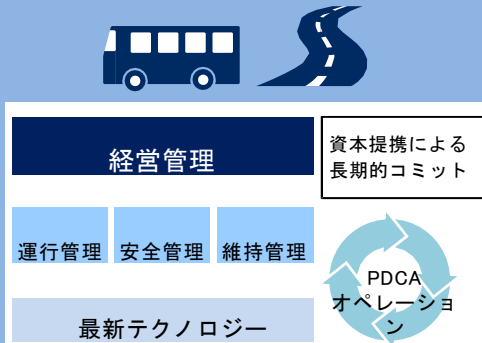 経営管理
資本提携による
長期的コミット
運行管理 安全管理 維持管理
PDCA
オペレーショ
ン
最新テクノロジー